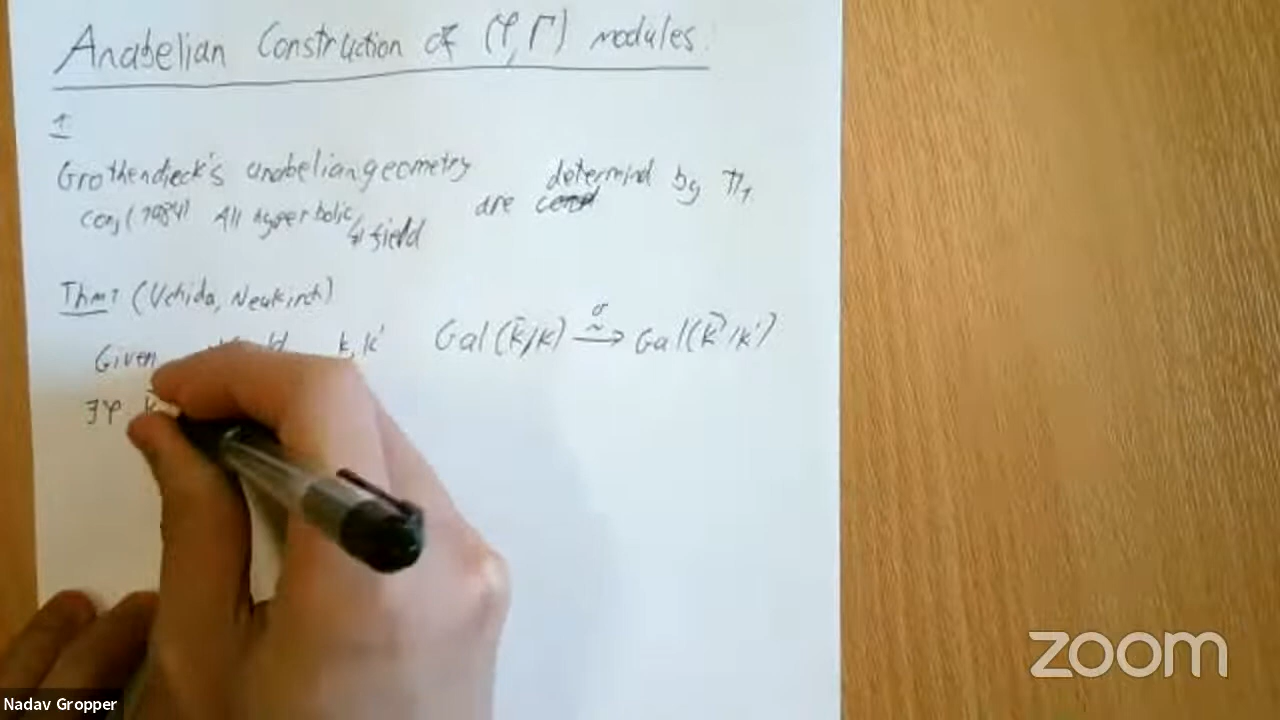 Anabelian Construction of (φ,Γ) modules.
1
Grothendieck's anabelian geometry
conj (1984) All hyperbolic field are determind by π₁
Thm: (Uchida, Neukirch)
Given k, k' Gal(k̄/k) σ ⥲ Gal(k̄'/k')
∃φ k
zoom
Nadav Gropper